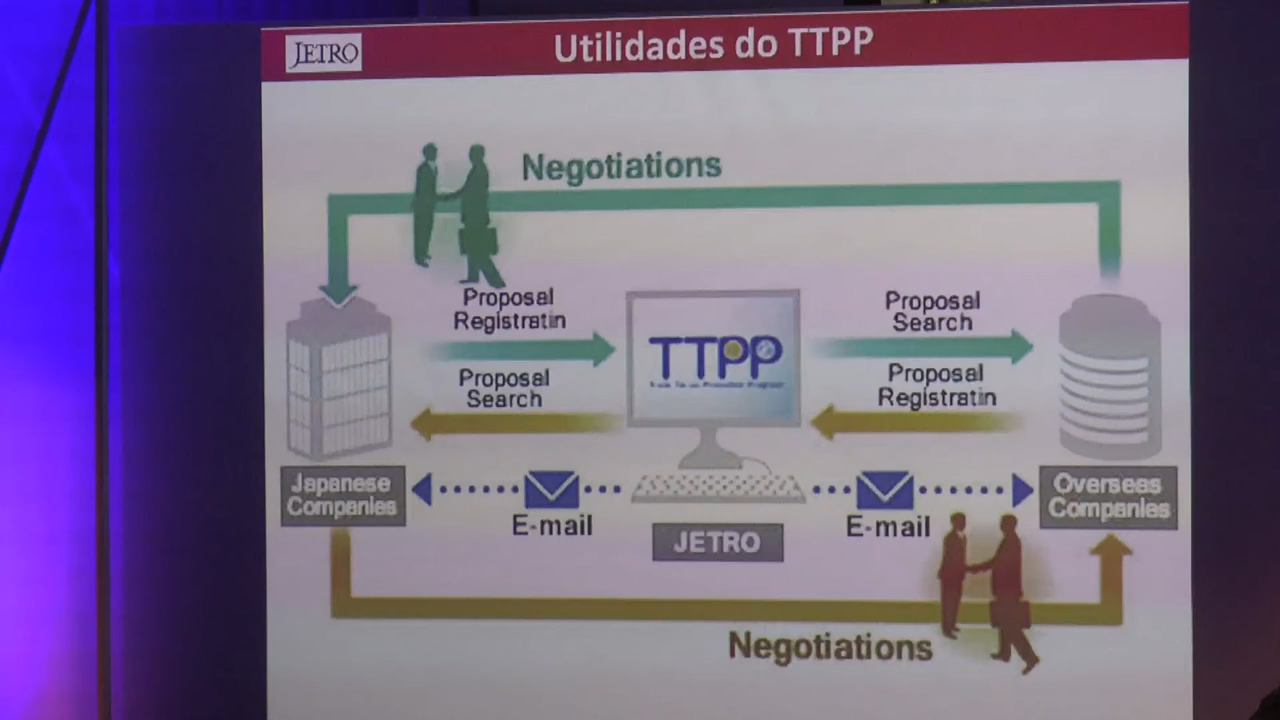 JETRO
Utilidades do TTPP
Negotiations
Proposal
Registratin
Proposal
Search
TTPP
Proposal
Search
Proposal
Registratin
Japanese
Companies
E-mail
JETRO
E-mail
Overseas
Companies
Negotiations